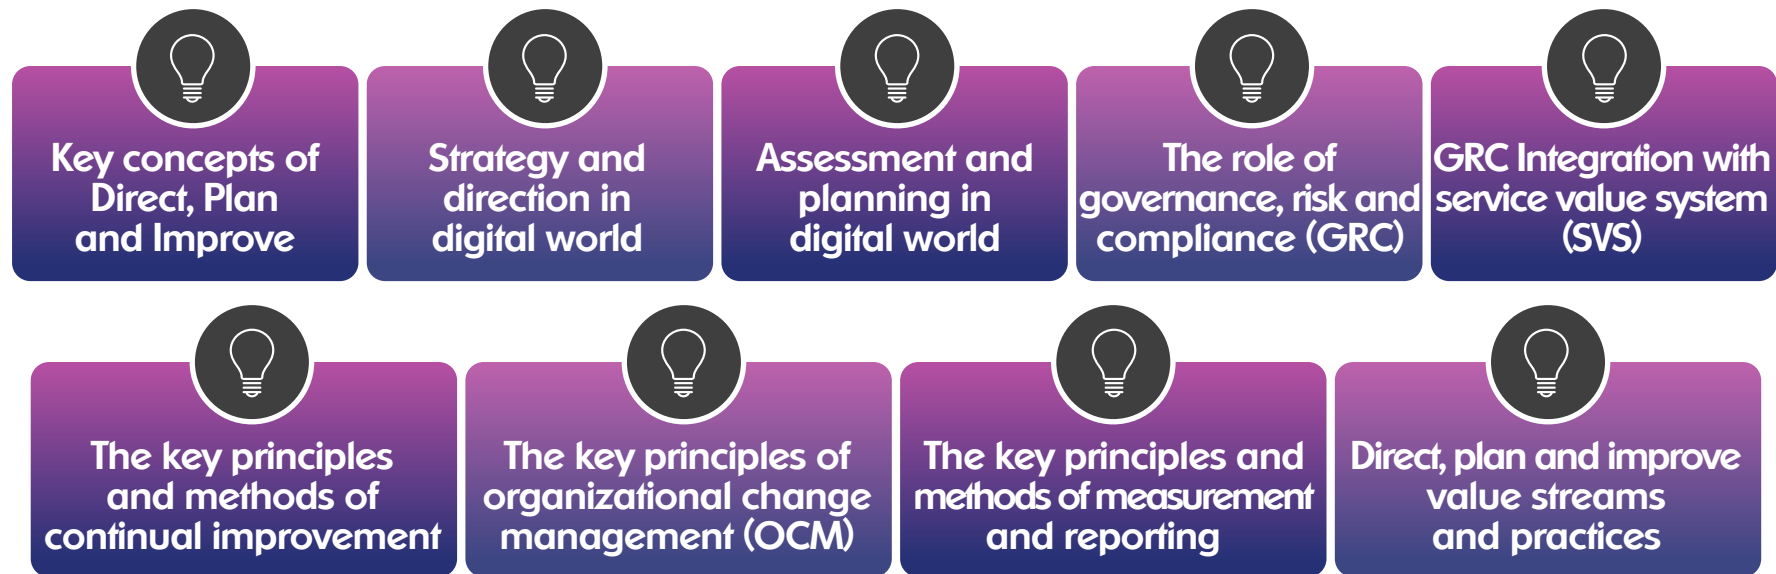 Key concepts of
Direct, Plan
and Improve
Strategy and
direction in
digital world
Assessment and
planning in
digital world
The role of
governance, risk and
compliance (GRC)
GRC Integration with
service value system
(SVS)
The key principles
and methods of
continual improvement
The key principles of
organizational change
management (OCM)
The key principles and
methods of measurement
and reporting
Direct, plan and improve
value streams
and practices